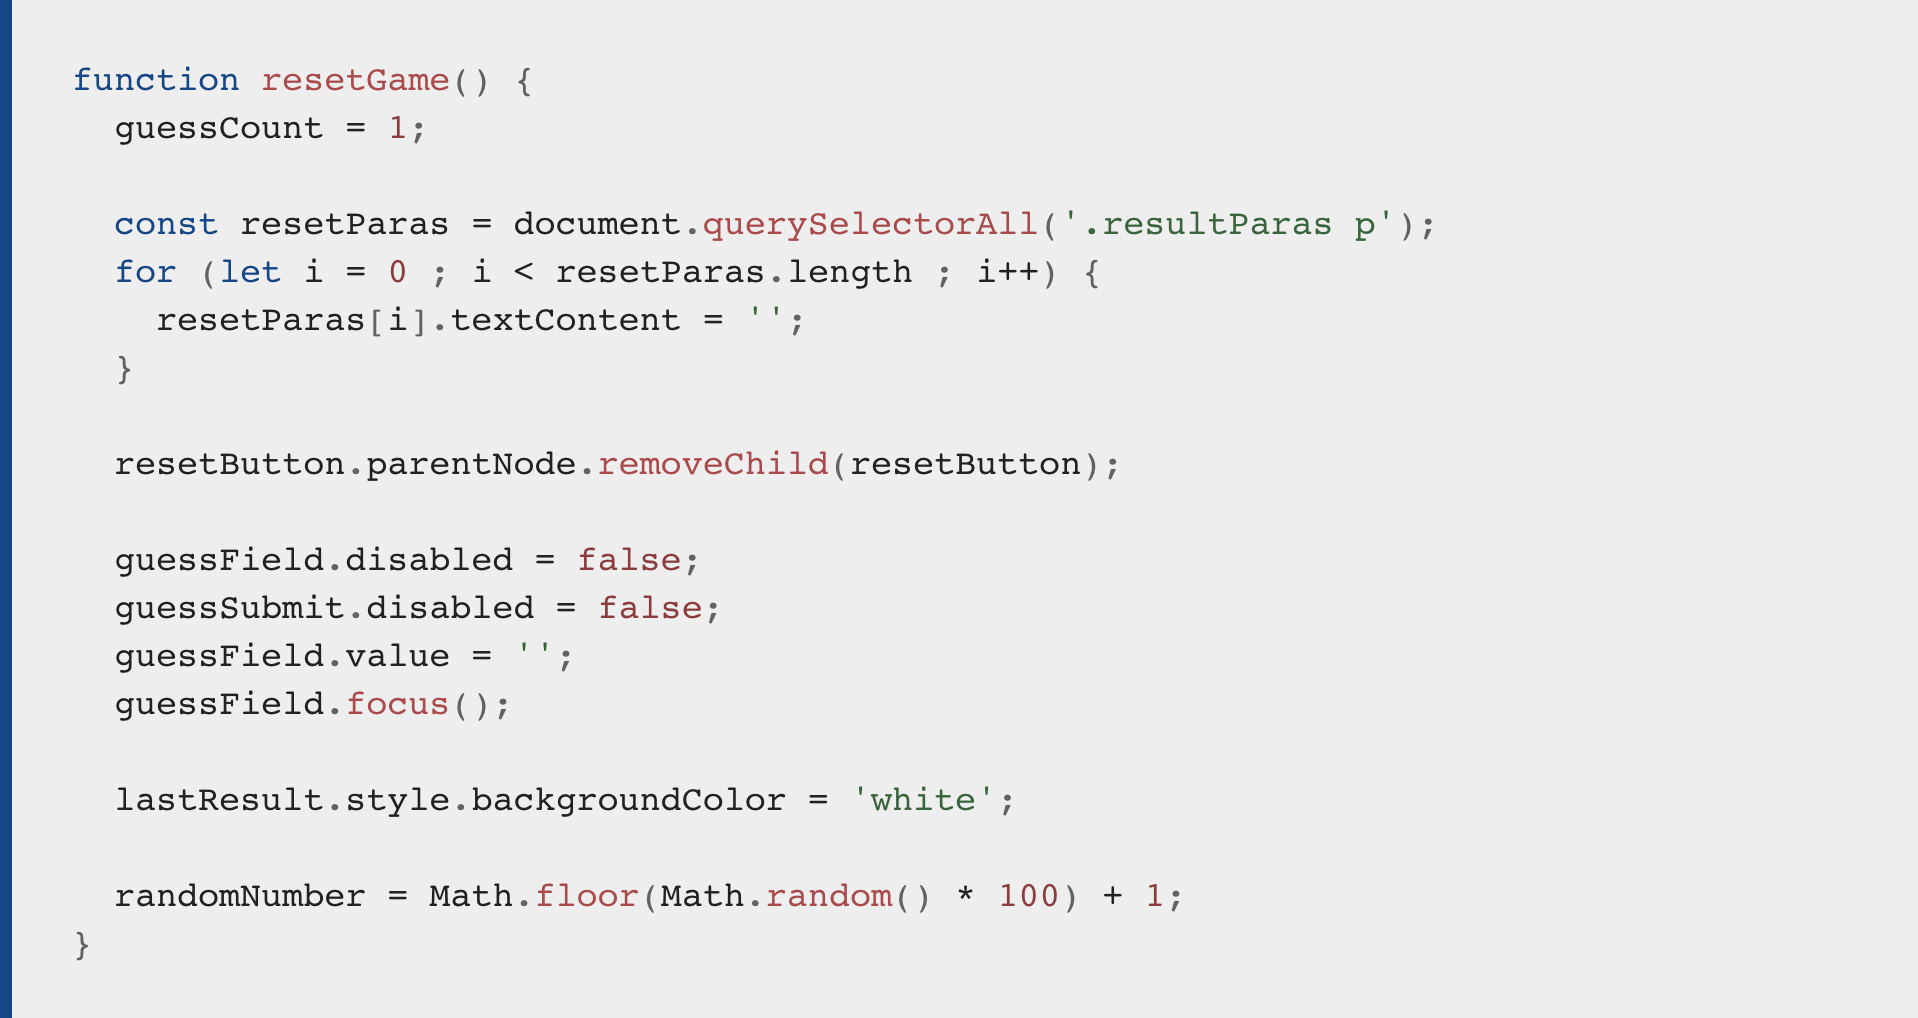 function resetGame() {
  guessCount = 1;

  const resetParas = document.querySelectorAll('.resultParas p');
  for (let i = 0 ; i < resetParas.length ; i++) {
    resetParas[i].textContent = '';
  }

  resetButton.parentNode.removeChild(resetButton);

  guessField.disabled = false;
  guessSubmit.disabled = false;
  guessField.value = '';
  guessField.focus();

  lastResult.style.backgroundColor = 'white';

  randomNumber = Math.floor(Math.random() * 100) + 1;
}